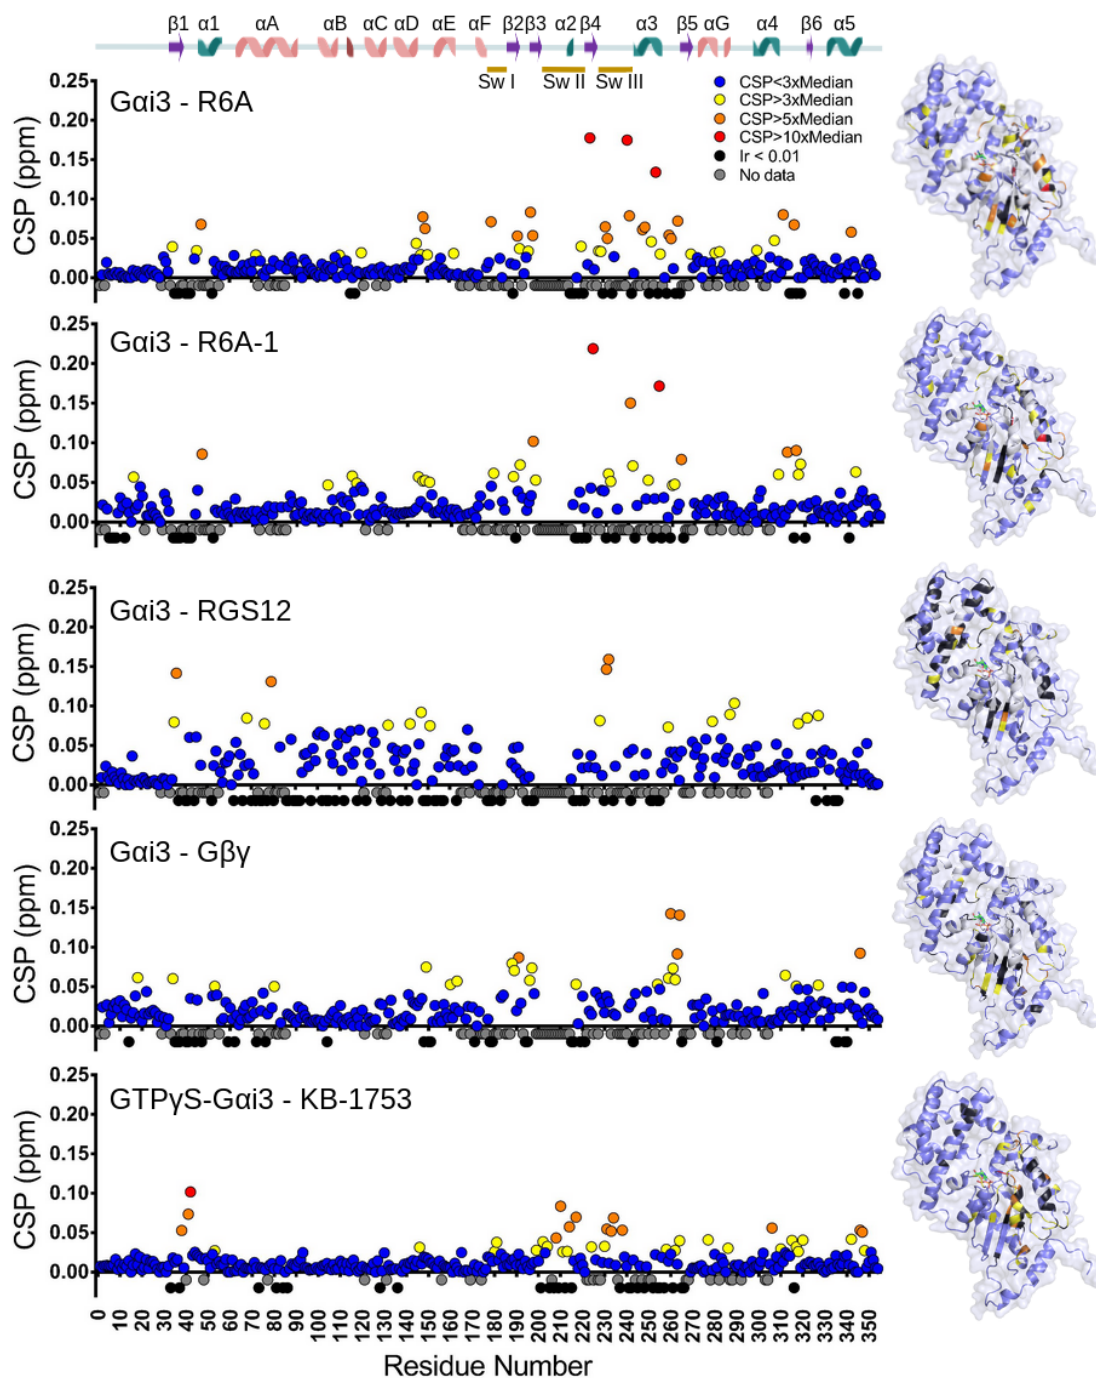 β1 α1 αA αB αC αD αE αF β2 β3 α2 β4 α3 β5 αG α4 β6 α5
Sw I Sw II Sw III
Gαi3 - R6A
CSP<3xMedian
CSP>3xMedian
CSP>5xMedian
CSP>10xMedian
Ir < 0.01
No data
CSP (ppm)
0.25
0.20
0.15
0.10
0.05
0.00
Gαi3 - R6A-1
CSP (ppm)
0.25
0.20
0.15
0.10
0.05
0.00
Gαi3 - RGS12
CSP (ppm)
0.25
0.20
0.15
0.10
0.05
0.00
Gαi3 - Gβγ
CSP (ppm)
0.25
0.20
0.15
0.10
0.05
0.00
GTPγS-Gαi3 - KB-1753
CSP (ppm)
0.25
0.20
0.15
0.10
0.05
0.00
0 10 20 30 40 50 60 70 80 90 100 110 120 130 140 150 160 170 180 190 200 210 220 230 240 250 260 270 280 290 300 310 320 330 340 350
Residue Number